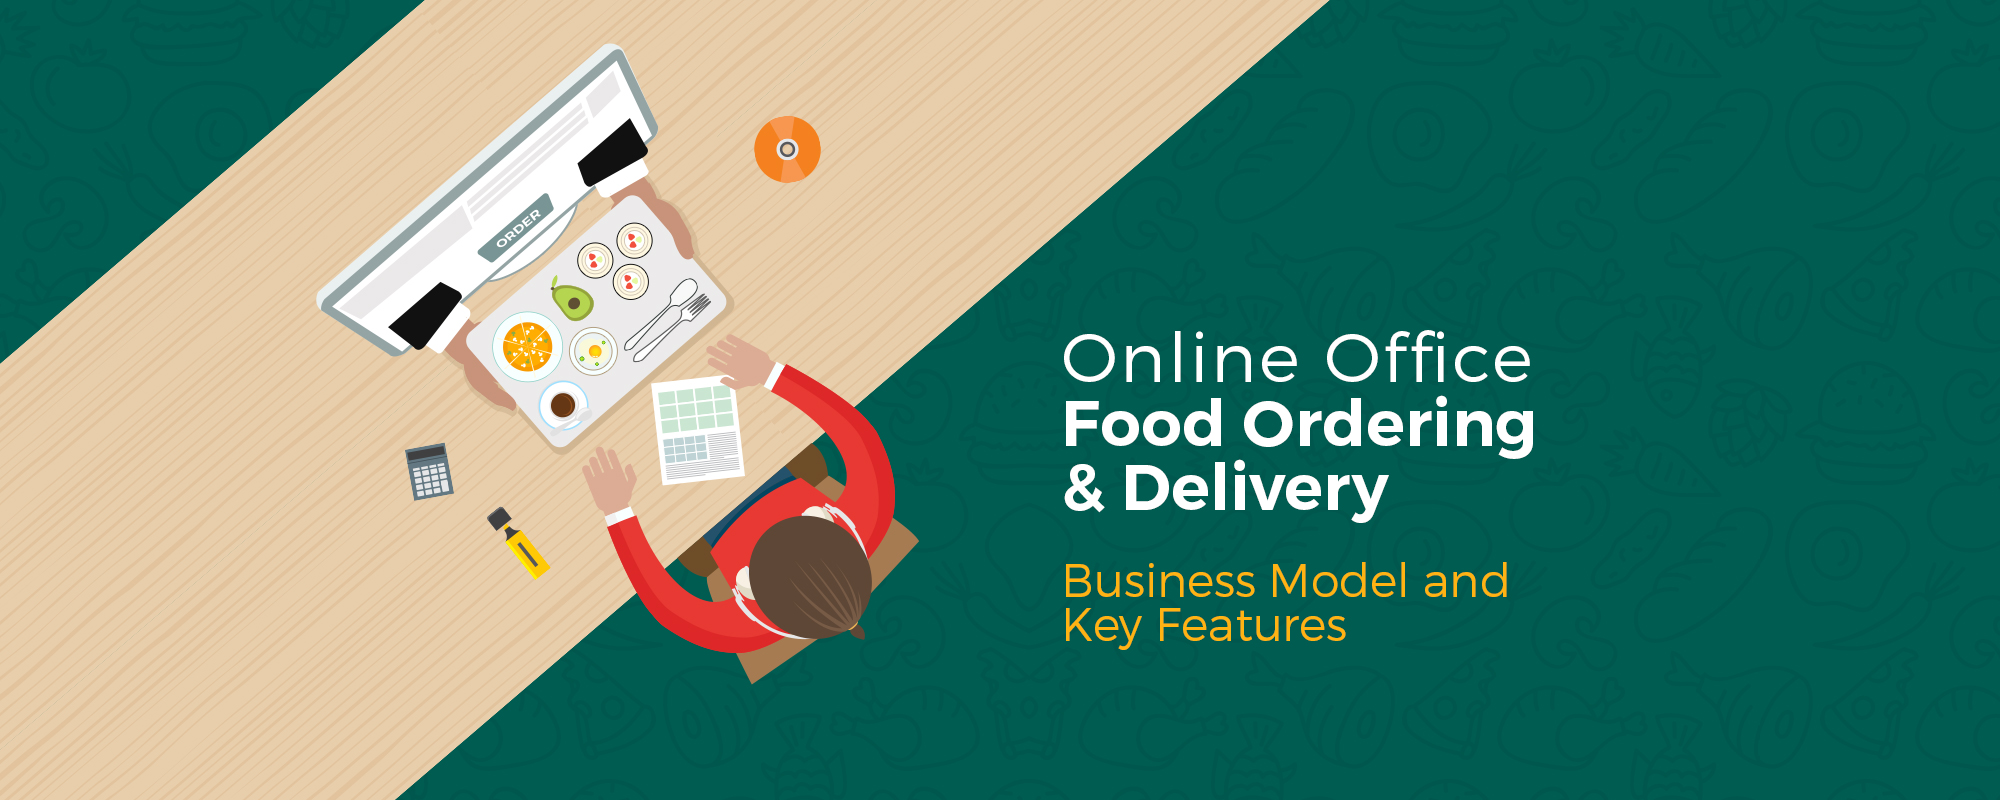 ORDER
Online Office
Food Ordering
& Delivery
Business Model and
Key Features